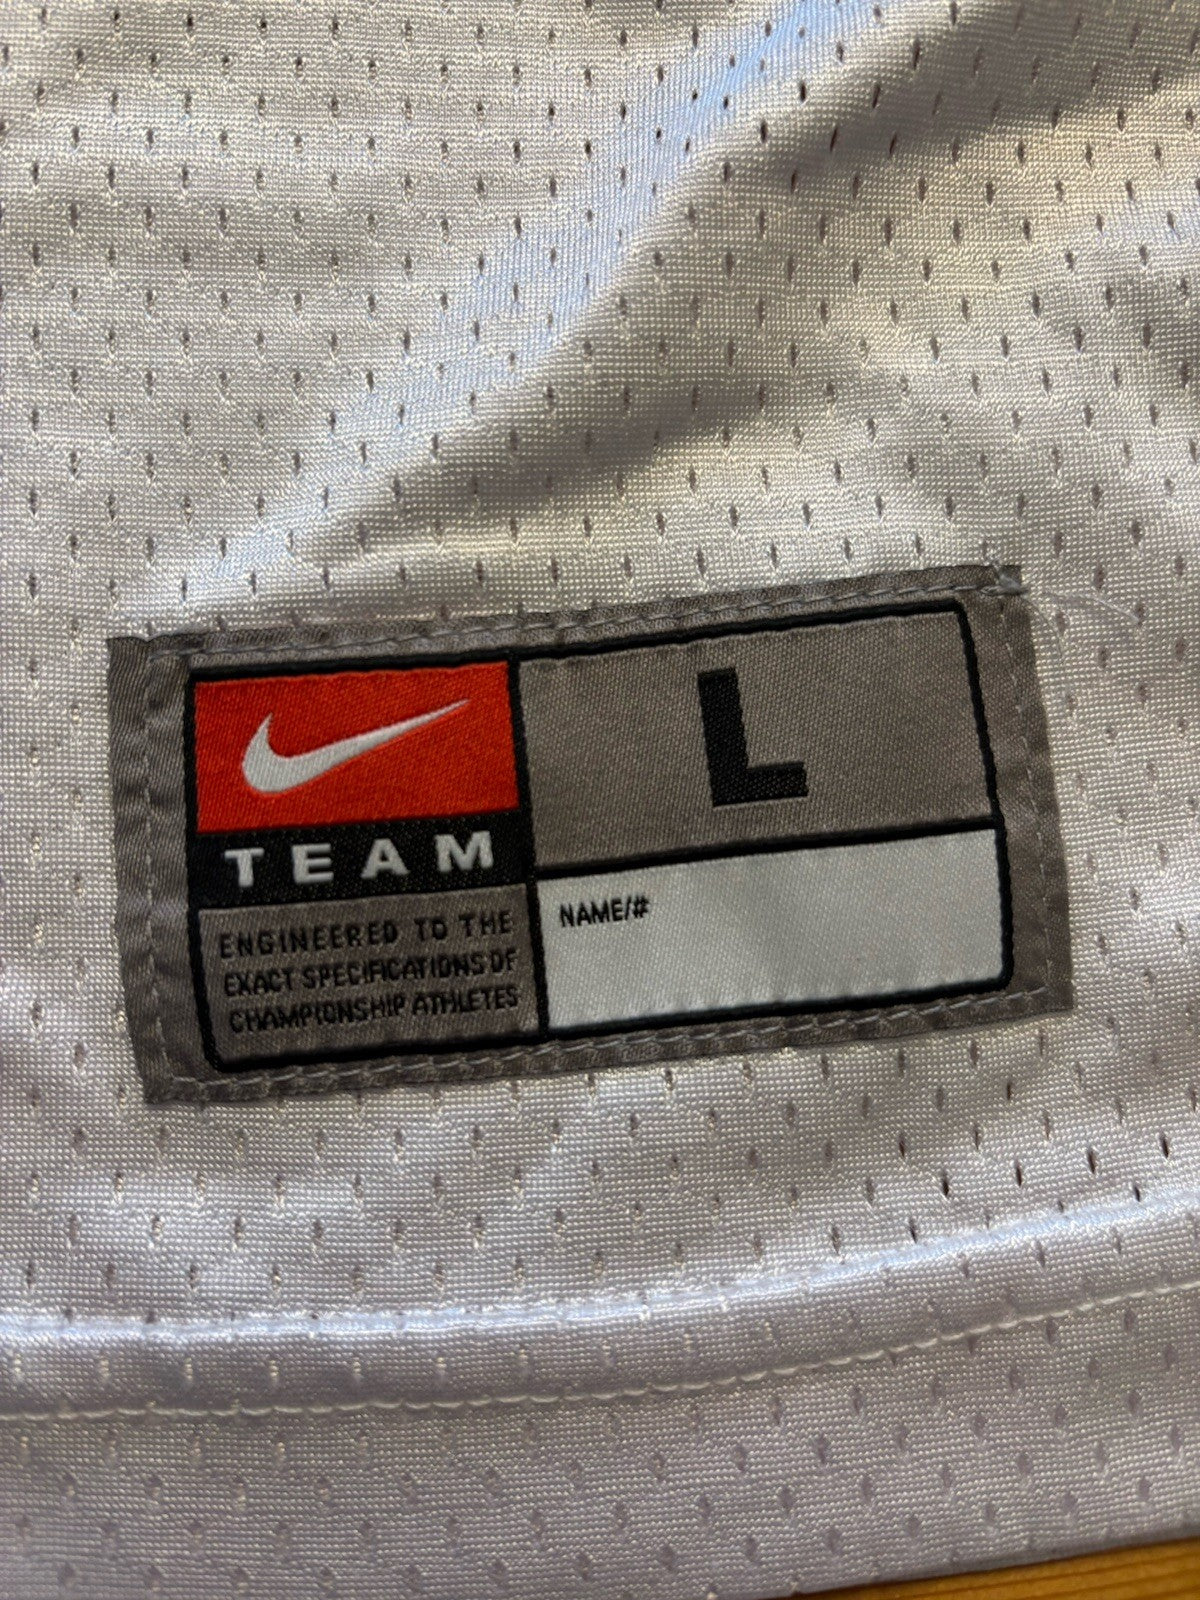 TEAM
ENGINEERED TO THE
EXACT SPECIFICATIONS OF
CHAMPIONSHIP ATHLETES
L
NAME/#